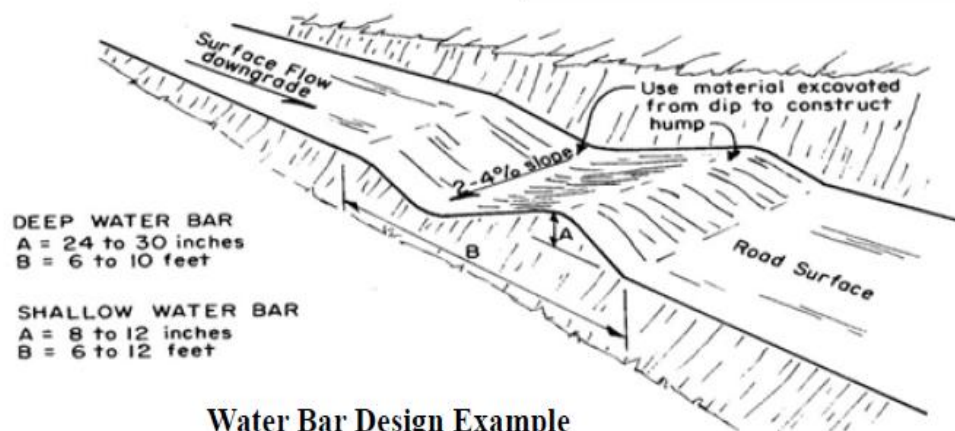 Surface Flow
downgrade
Use material excavated
from dip to construct
hump
2-4% slope
A
B
Road Surface
DEEP WATER BAR
A = 24 to 30 inches
B = 6 to 10 feet
SHALLOW WATER BAR
A = 8 to 12 inches
B = 6 to 12 feet
Water Bar Design Example